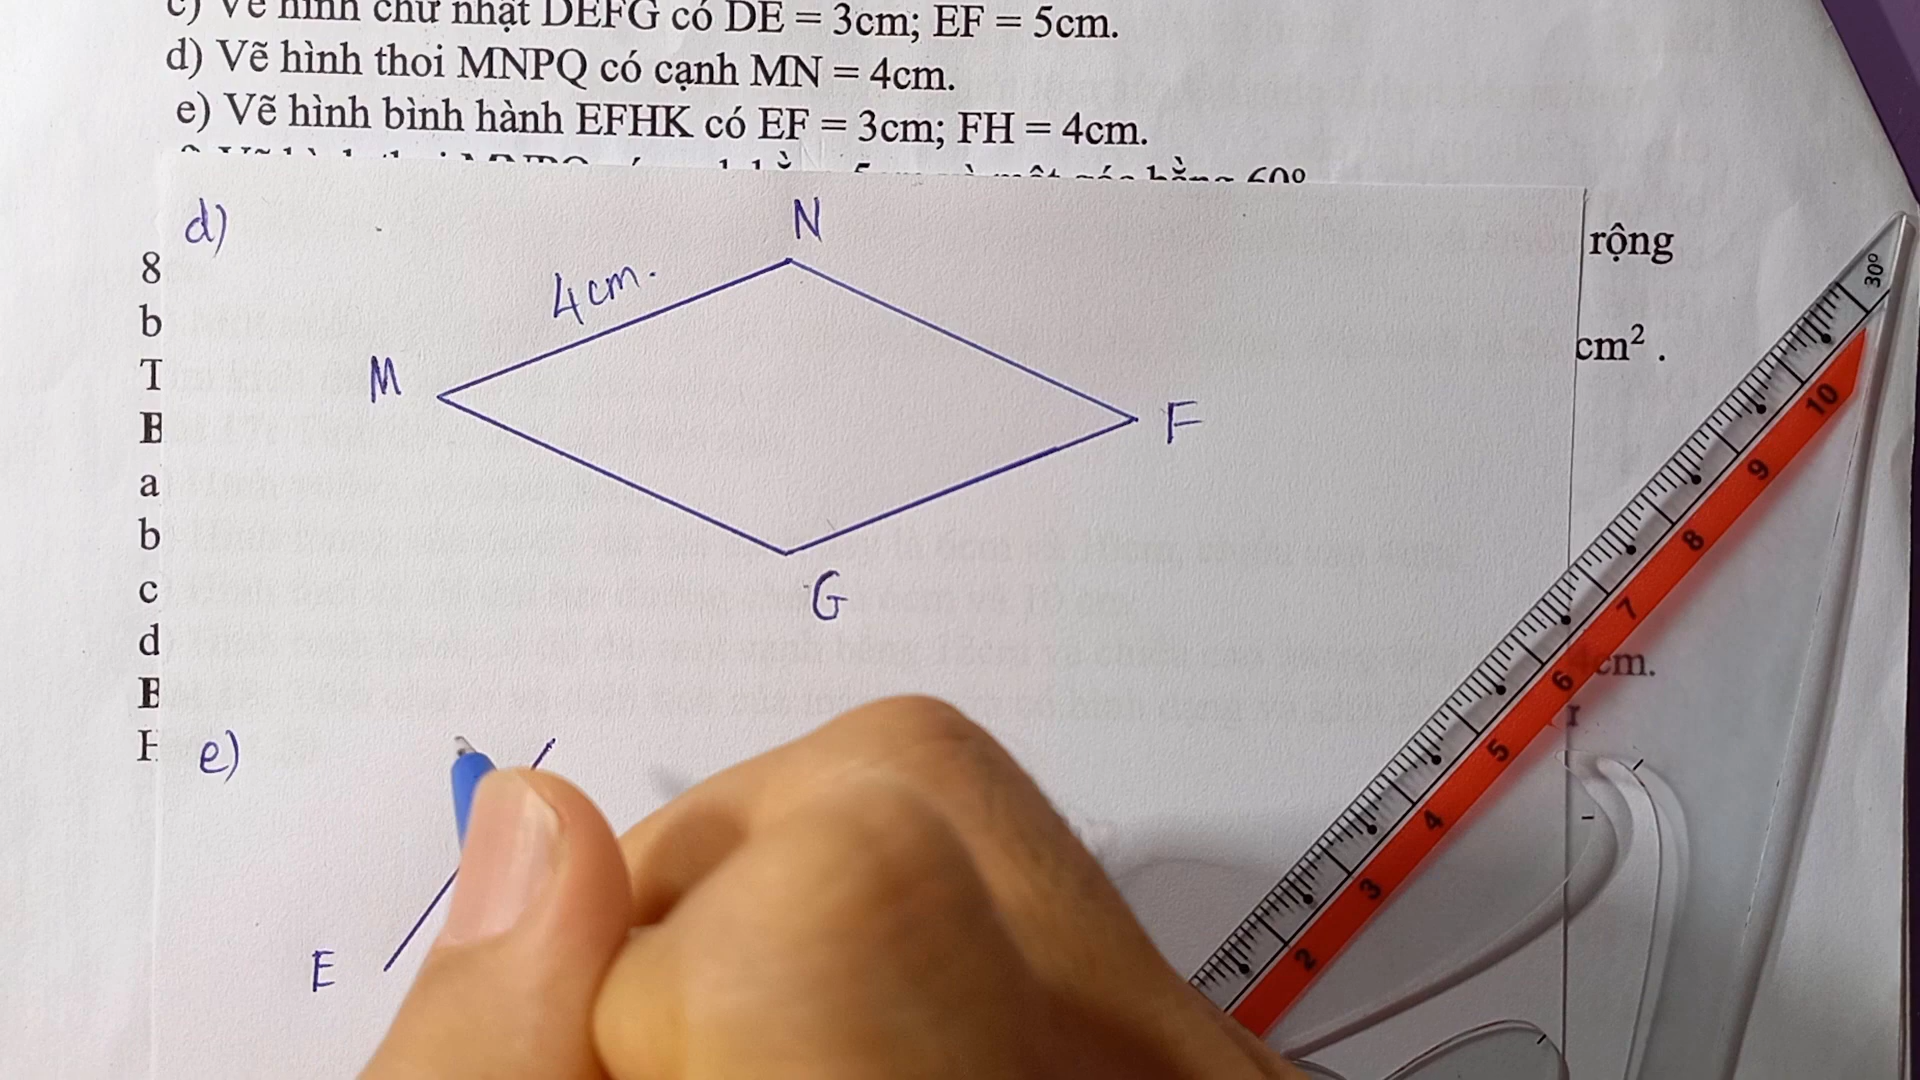 c) Vẽ hình chữ nhật DEFG có DE = 3cm; EF = 5cm.
d) Vẽ hình thoi MNPQ có cạnh MN = 4cm.
e) Vẽ hình bình hành EFHK có EF = 3cm; FH = 4cm.
60º
d)
N
4cm.
M
F
G
8
b
T
B
a
b
c
d
B
H
rộng
cm² .
cm.
e)
E
30º
10
9
8
7
6
5
4
3
2